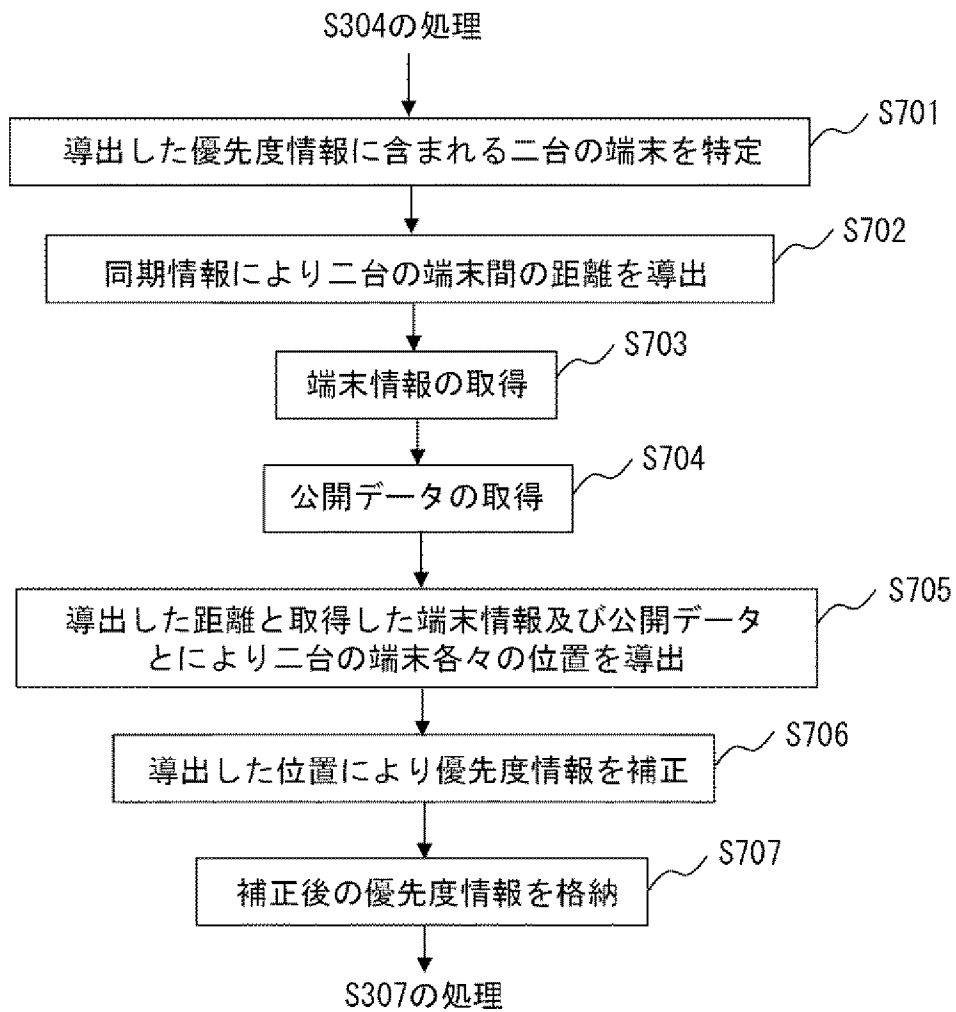 S304の処理
S701
導出した優先度情報に含まれる二台の端末を特定
S702
同期情報により二台の端末間の距離を導出
S703
端末情報の取得
S704
公開データの取得
S705
導出した距離と取得した端末情報及び公開データ
とにより二台の端末各々の位置を導出
S706
導出した位置により優先度情報を補正
S707
補正後の優先度情報を格納
S307の処理